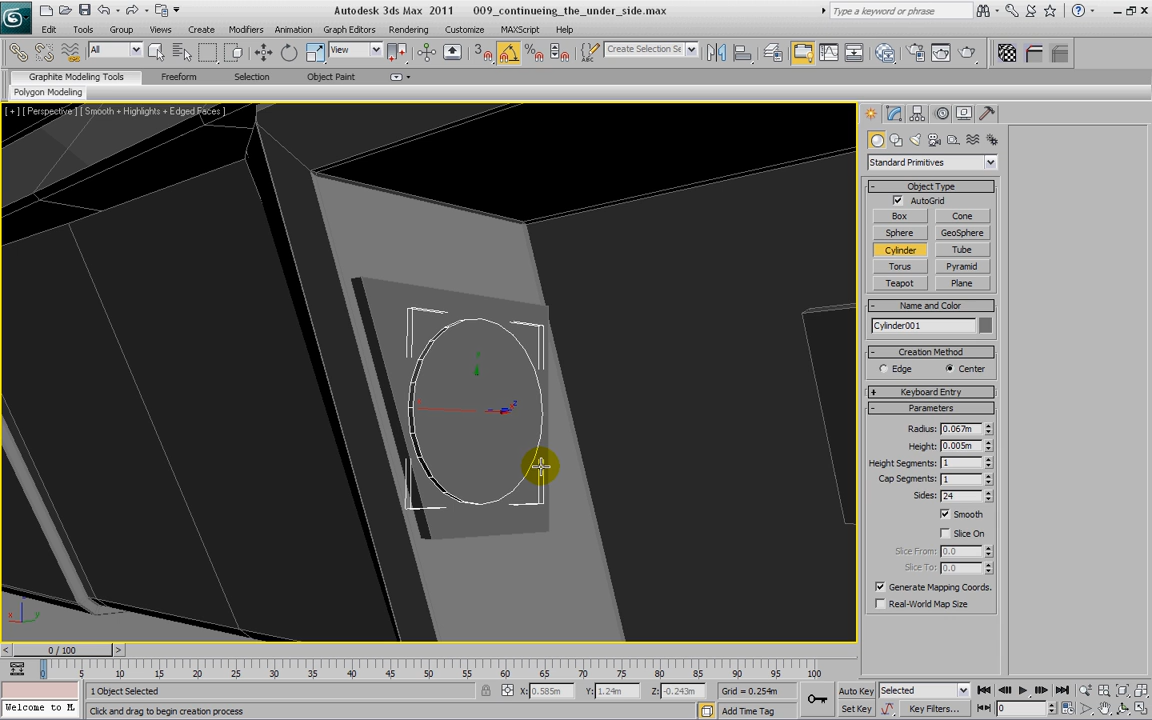 Autodesk 3ds Max 2011 009_continueing_the_under_side.max
Type a keyword or phrase
Edit Tools Group Views Create Modifiers Animation Graph Editors Rendering Customize MAXScript Help
All View Create Selection Se
Graphite Modeling Tools Freeform Selection Object Paint
Polygon Modeling
[ + ] [ Perspective ] [ Smooth + Highlights + Edged Faces ]
Standard Primitives
- Object Type
AutoGrid
Box Cone
Sphere GeoSphere
Cylinder Tube
Torus Pyramid
Teapot Plane
- Name and Color
Cylinder001
- Creation Method
Edge Center
+ Keyboard Entry
- Parameters
Radius: 0.067m
Height: 0.005m
Height Segments: 1
Cap Segments: 1
Sides: 24
Smooth
Slice On
Slice From: 0.0
Slice To: 0.0
Generate Mapping Coords.
Real-World Map Size
< 0 / 100 >
0 5 10 15 20 25 30 35 40 45 50 55 60 65 70 75 80 85 90 95 100
1 Object Selected X: 0.585m Y: 1.24m Z: -0.243m Grid = 0.254m Auto Key Selected
Welcome to M Click and drag to begin creation process Add Time Tag Set Key Key Filters... 0